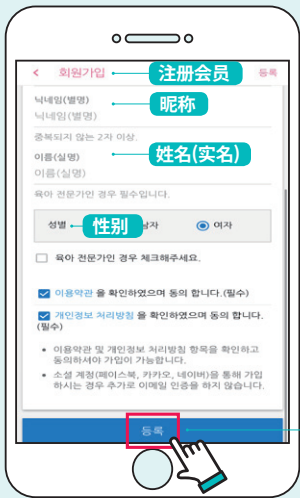 < 회원가입 注册会员 등록
닉네임(별명) 昵称
닉네임(별명)
중복되지 않는 2자 이상.
이름(실명) 姓名(实名)
이름(실명)
육아 전문가인 경우 필수입니다.
성별 性别 남자 여자
육아 전문가인 경우 체크해주세요.
이용약관 을 확인하였으며 동의 합니다.(필수)
개인정보 처리방침 을 확인하였으며 동의 합니다.
(필수)
• 이용약관 및 개인정보 처리방침 항목을 확인하고
동의하셔야 가입이 가능합니다.
• 소셜 계정(페이스북, 카카오, 네이버)을 통해 가입
하시는 경우 추가로 이메일 인증을 하지 않습니다.
등록